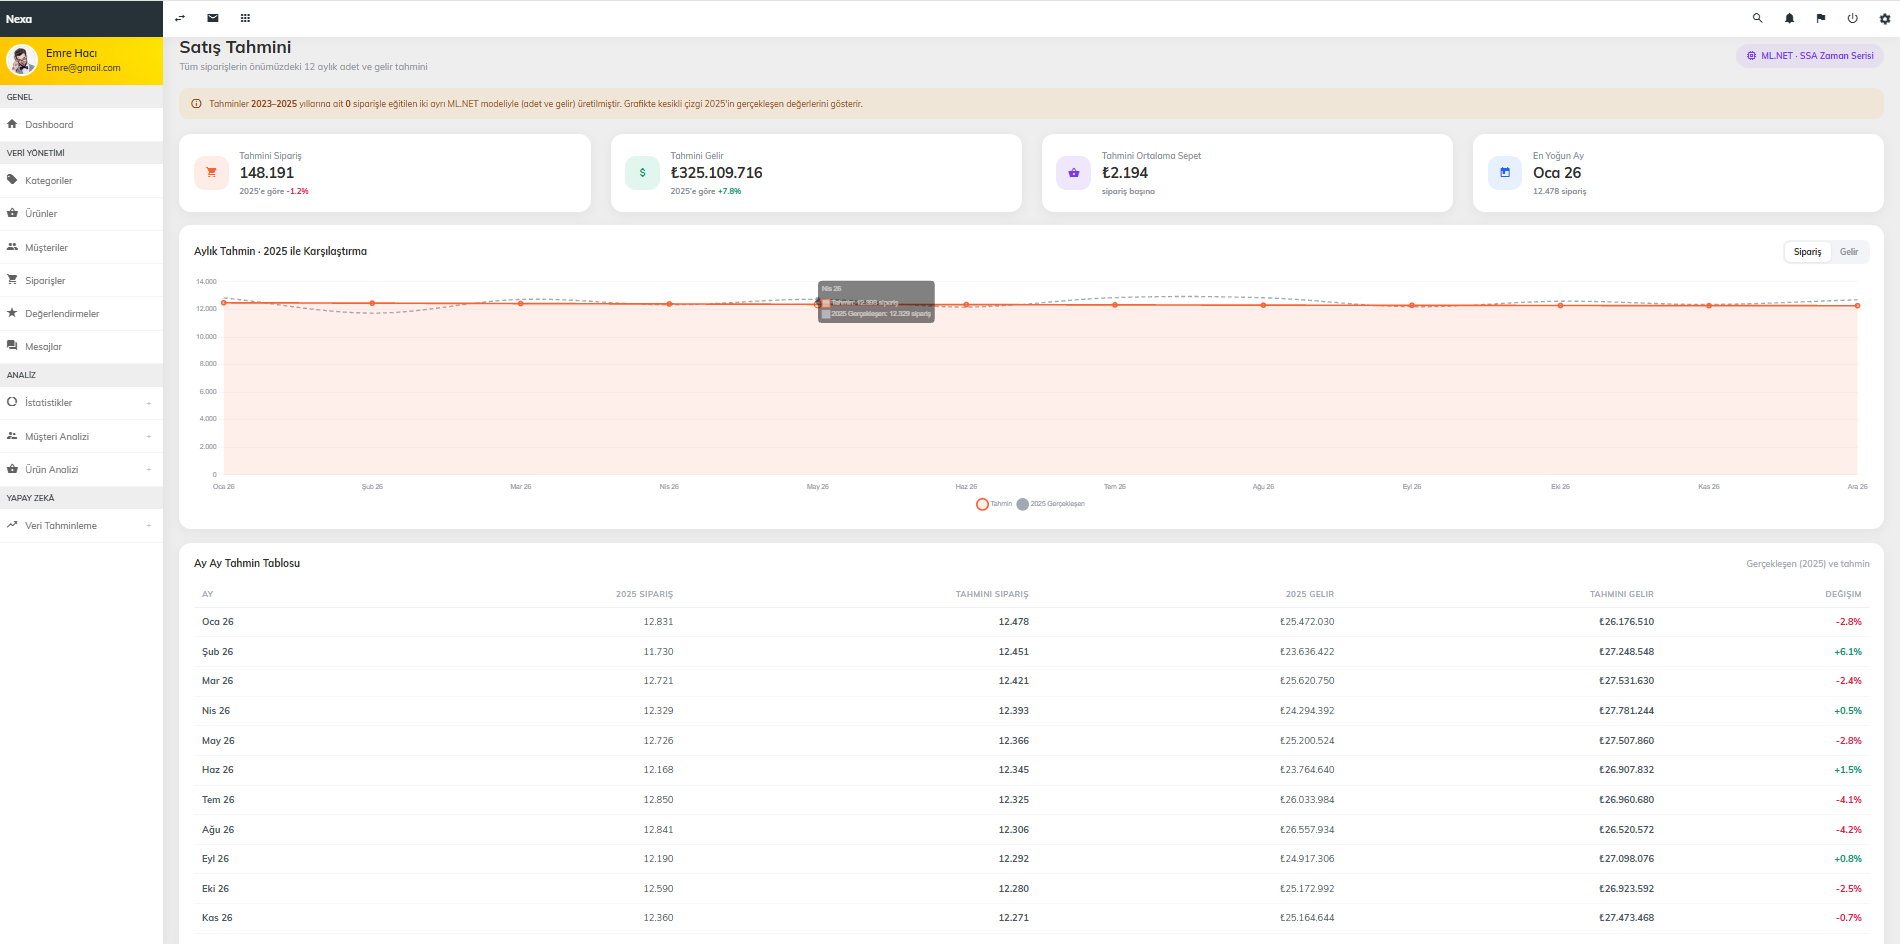 Nexa
Emre Hacı
Emre@gmail.com
GENEL
Dashboard
VERİ YÖNETİMİ
Kategoriler
Ürünler
Müşteriler
Siparişler
Değerlendirmeler
Mesajlar
ANALİZ
İstatistikler
Müşteri Analizi
Ürün Analizi
YAPAY ZEKÂ
Veri Tahminleme
Satış Tahmini
Tüm siparişlerin önümüzdeki 12 aylık adet ve gelir tahmini
ML.NET · SSA Zaman Serisi
Tahminler 2023–2025 yıllarına ait 0 siparişle eğitilen iki ayrı ML.NET modeliyle (adet ve gelir) üretilmiştir. Grafikte kesikli çizgi 2025'in gerçekleşen değerlerini gösterir.
Tahmini Sipariş
148.191
2025'e göre -1.2%
Tahmini Gelir
₺325.109.716
2025'e göre +7.8%
Tahmini Ortalama Sepet
₺2.194
sipariş başına
En Yoğun Ay
Oca 26
12.478 sipariş
Aylık Tahmin · 2025 ile Karşılaştırma
Sipariş Gelir
14.000
12.000
10.000
8.000
6.000
4.000
2.000
0
Nis 26
2025 Gerçekleşen: 12.329 sipariş
Oca 26 Şub 26 Mar 26 Nis 26 May 26 Haz 26 Tem 26 Ağu 26 Eyl 26 Eki 26 Kas 26 Ara 26
Tahmin 2025 Gerçekleşen
Ay Ay Tahmin Tablosu
Gerçekleşen (2025) ve tahmin
AY 2025 SIPARIŞ TAHMINI SIPARIŞ 2025 GELIR TAHMINI GELIR DEĞIŞIM
Oca 26 12.831 12.478 ₺25.472.030 ₺26.176.510 -2.8%
Şub 26 11.730 12.451 ₺23.636.422 ₺27.248.548 +6.1%
Mar 26 12.721 12.421 ₺25.620.750 ₺27.531.630 -2.4%
Nis 26 12.329 12.393 ₺24.294.392 ₺27.781.244 +0.5%
May 26 12.726 12.366 ₺25.200.524 ₺27.507.860 -2.8%
Haz 26 12.168 12.345 ₺23.764.640 ₺26.907.832 +1.5%
Tem 26 12.850 12.325 ₺26.033.984 ₺26.960.680 -4.1%
Ağu 26 12.841 12.306 ₺26.557.934 ₺26.520.572 -4.2%
Eyl 26 12.190 12.292 ₺24.917.306 ₺27.098.076 +0.8%
Eki 26 12.590 12.280 ₺25.172.992 ₺26.923.592 -2.5%
Kas 26 12.360 12.271 ₺25.164.644 ₺27.473.468 -0.7%